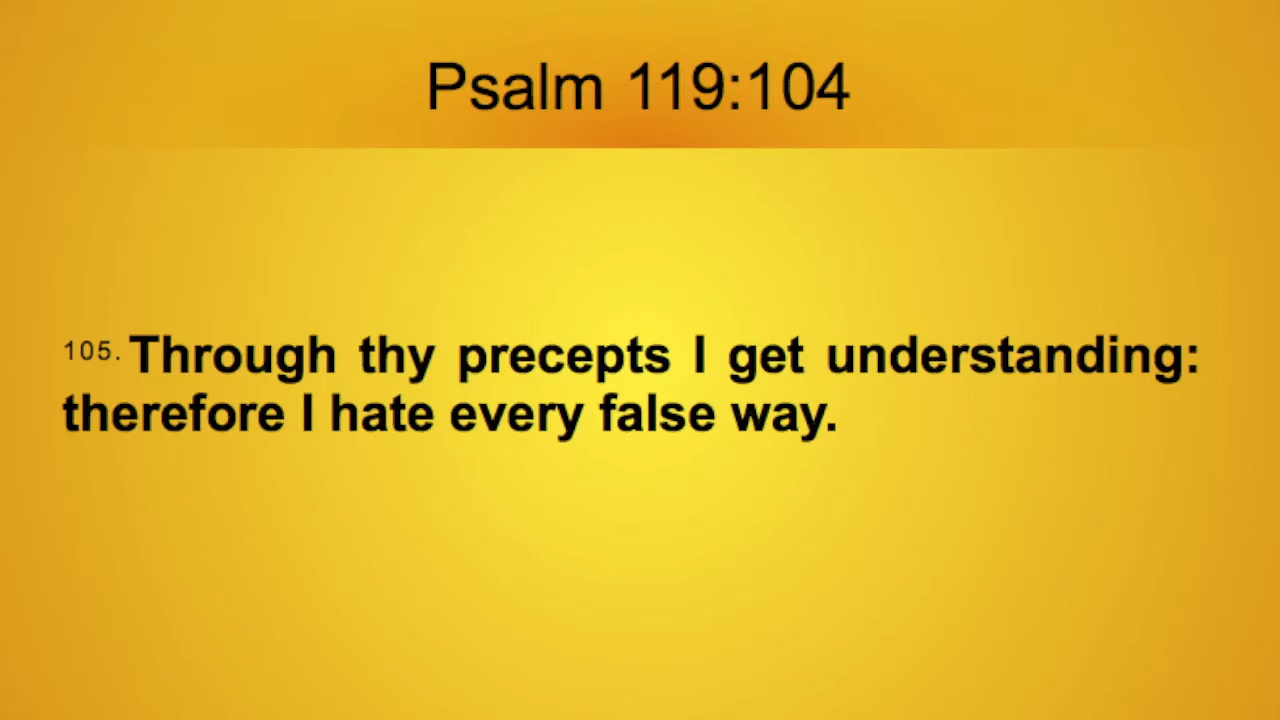 Psalm 119:104
105. Through thy precepts I get understanding:
therefore I hate every false way.